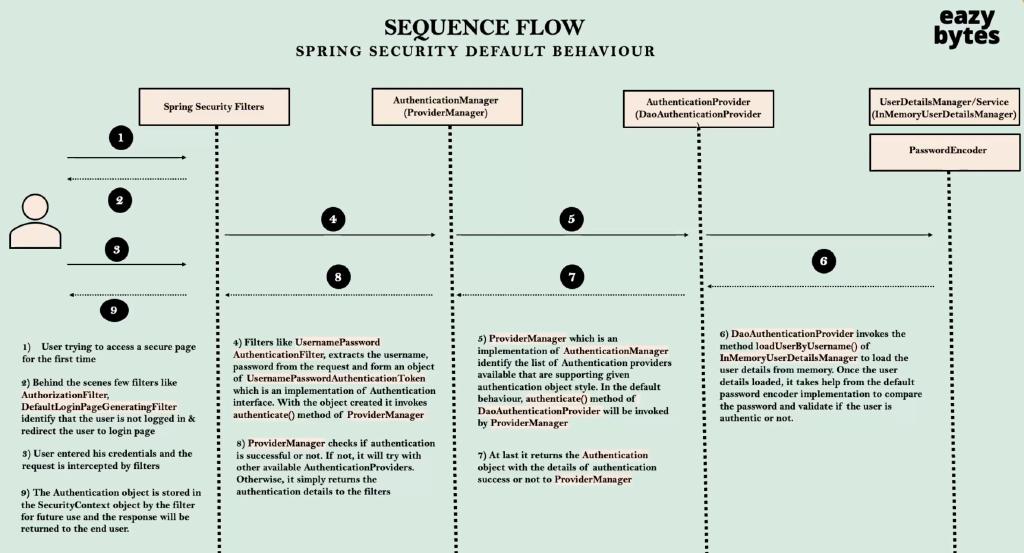 SEQUENCE FLOW
SPRING SECURITY DEFAULT BEHAVIOUR
eazy
bytes
Spring Security Filters
AuthenticationManager
(ProviderManager)
AuthenticationProvider
(DaoAuthenticationProvider
UserDetailsManager/Service
(InMemoryUserDetailsManager)
PasswordEncoder
1
2
3
9
4
8
5
7
6
1) User trying to access a secure page
for the first time
2) Behind the scenes few filters like
AuthorizationFilter,
DefaultLoginPageGeneratingFilter
identify that the user is not logged in &
redirect the user to login page
3) User entered his credentials and the
request is intercepted by filters
9) The Authentication object is stored in
the SecurityContext object by the filter
for future use and the response will be
returned to the end user.
4) Filters like UsernamePassword
AuthenticationFilter, extracts the username,
password from the request and form an object
of UsernamePasswordAuthenticationToken
which is an implementation of Authentication
interface. With the object created it invokes
authenticate() method of ProviderManager
8) ProviderManager checks if authentication
is successful or not. If not, it will try with
other available AuthenticationProviders.
Otherwise, it simply returns the
authentication details to the filters
5) ProviderManager which is an
implementation of AuthenticationManager
identify the list of Authentication providers
available that are supporting given
authentication object style. In the default
behaviour, authenticate() method of
DaoAuthenticationProvider will be invoked
by ProviderManager
7) At last it returns the Authentication
object with the details of authentication
success or not to ProviderManager
6) DaoAuthenticationProvider invokes the
method loadUserByUsername() of
InMemoryUserDetailsManager to load the
user details from memory. Once the user
details loaded, it takes help from the default
password encoder implementation to compare
the password and validate if the user is
authentic or not.